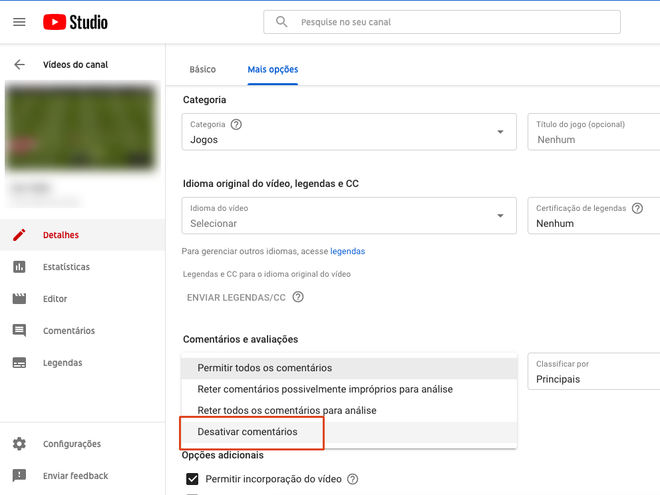 Studio
Pesquise no seu canal
Vídeos do canal
Básico
Mais opções
Categoria
Categoria
Jogos
Título do jogo (opcional)
Nenhum
Idioma original do vídeo, legendas e CC
Idioma do vídeo
Selecionar
Certificação de legendas
Nenhum
Para gerenciar outros idiomas, acesse legendas
Legendas e CC para o idioma original do vídeo
ENVIAR LEGENDAS/CC
Detalhes
Estatísticas
Editor
Comentários
Legendas
Configurações
Enviar feedback
Comentários e avaliações
Permitir todos os comentários
Reter comentários possivelmente impróprios para análise
Reter todos os comentários para análise
Desativar comentários
Classificar por
Principais
Opções adicionais
Permitir incorporação do vídeo